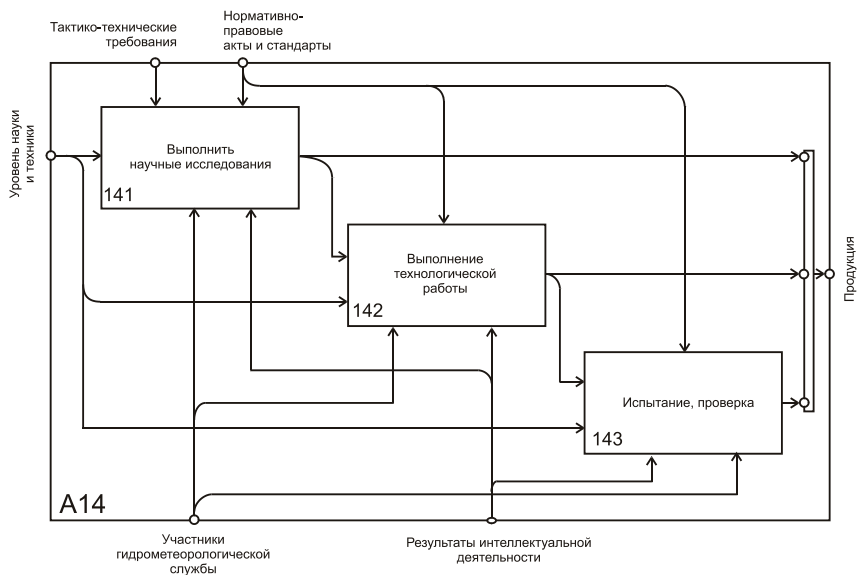 Тактико-технические
требования
Нормативно-
правовые
акты и стандарты
Уровень науки
и техники
Выполнить
научные исследования
141
Выполнение
технологической
работы
142
Испытание, проверка
143
Продукция
A14
Участники
гидрометеорологической
службы
Результаты интеллектуальной
деятельности